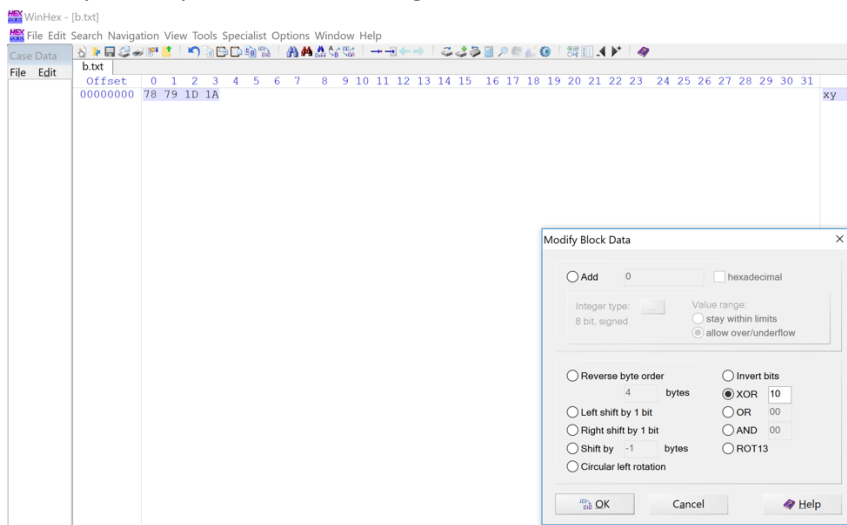 WinHex - [b.txt]
File Edit Search Navigation View Tools Specialist Options Window Help
Case Data
File Edit
b.txt
Offset 0 1 2 3 4 5 6 7 8 9 10 11 12 13 14 15 16 17 18 19 20 21 22 23 24 25 26 27 28 29 30 31
00000000 78 79 1D 1A xy
Modify Block Data
Add 0 hexadecimal
Integer type: ... Value range:
8 bit, signed stay within limits
allow over/underflow
Reverse byte order Invert bits
4 bytes XOR 10
Left shift by 1 bit OR 00
Right shift by 1 bit AND 00
Shift by -1 bytes ROT13
Circular left rotation
OK Cancel Help